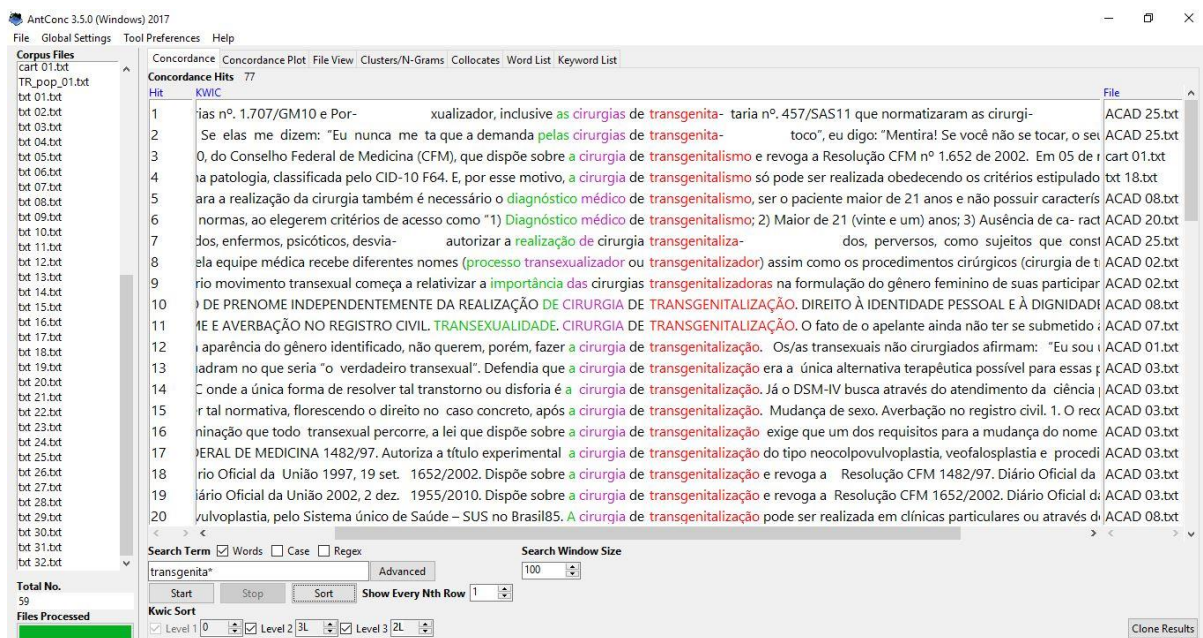 AntConc 3.5.0 (Windows) 2017
File Global Settings Tool Preferences Help
Corpus Files
cart 01.txt
TR_pop_01.txt
txt 01.txt
txt 02.txt
txt 03.txt
txt 04.txt
txt 05.txt
txt 06.txt
txt 07.txt
txt 08.txt
txt 09.txt
txt 10.txt
txt 11.txt
txt 12.txt
txt 13.txt
txt 14.txt
txt 15.txt
txt 16.txt
txt 17.txt
txt 18.txt
txt 19.txt
txt 20.txt
txt 21.txt
txt 22.txt
txt 23.txt
txt 24.txt
txt 25.txt
txt 26.txt
txt 27.txt
txt 28.txt
txt 29.txt
txt 30.txt
txt 31.txt
txt 32.txt
Total No.
59
Files Processed
Concordance Concordance Plot File View Clusters/N-Grams Collocates Word List Keyword List
Concordance Hits 77
Hit KWIC File
1 rias nº. 1.707/GM10 e Por- xualizador, inclusive as cirurgias de transgenita- taria nº. 457/SAS11 que normatizaram as cirurgi- ACAD 25.txt
2 Se elas me dizem: "Eu nunca me ta que a demanda pelas cirurgias de transgenita- toco", eu digo: "Mentira! Se você não se tocar, o seu ACAD 25.txt
3 0, do Conselho Federal de Medicina (CFM), que dispõe sobre a cirurgia de transgenitalismo e revoga a Resolução CFM nº 1.652 de 2002. Em 05 de cart 01.txt
4 na patologia, classificada pelo CID-10 F64. E, por esse motivo, a cirurgia de transgenitalismo só pode ser realizada obedecendo os critérios estipulado txt 18.txt
5 ara a realização da cirurgia também é necessário o diagnóstico médico de transgenitalismo, ser o paciente maior de 21 anos e não possuir caracterís ACAD 08.txt
6 normas, ao elegerem critérios de acesso como "1) Diagnóstico médico de transgenitalismo; 2) Maior de 21 (vinte e um) anos; 3) Ausência de ca- ract ACAD 20.txt
7 dos, enfermos, psicóticos, desvia- autorizar a realização de cirurgia transgenitaliza- dos, perversos, como sujeitos que const ACAD 25.txt
8 ela equipe médica recebe diferentes nomes (processo transexualizador ou transgenitalizador) assim como os procedimentos cirúrgicos (cirurgia de ACAD 02.txt
9 rio movimento transexual começa a relativizar a importância das cirurgias transgenitalizadoras na formulação do gênero feminino de suas participar ACAD 02.txt
10 DE PRENOME INDEPENDENTEMENTE DA REALIZAÇÃO DE CIRURGIA DE TRANSGENITALIZAÇÃO. DIREITO À IDENTIDADE PESSOAL E À DIGNIDADE ACAD 08.txt
11 ME E AVERBAÇÃO NO REGISTRO CIVIL. TRANSEXUALIDADE. CIRURGIA DE TRANSGENITALIZAÇÃO. O fato de o apelante ainda não ter se submetido ACAD 07.txt
12 aparência do gênero identificado, não querem, porém, fazer a cirurgia de transgenitalização. Os/as transexuais não cirurgiados afirmam: "Eu sou ACAD 01.txt
13 adram no que seria "o verdadeiro transexual". Defendia que a cirurgia de transgenitalização era a única alternativa terapêutica possível para essas ACAD 03.txt
14 C onde a única forma de resolver tal transtorno ou disforia é a cirurgia de transgenitalização. Já o DSM-IV busca através do atendimento da ciência ACAD 03.txt
15 r tal normativa, florescendo o direito no caso concreto, após a cirurgia de transgenitalização. Mudança de sexo. Averbação no registro civil. 1. O reco ACAD 03.txt
16 minação que todo transexual percorre, a lei que dispõe sobre a cirurgia de transgenitalização exige que um dos requisitos para a mudança do nome ACAD 03.txt
17 ERAL DE MEDICINA 1482/97. Autoriza a título experimental a cirurgia de transgenitalização do tipo neocolpovulvoplastia, veofalosplastia e procedi ACAD 03.txt
18 rio Oficial da União 1997, 19 set. 1652/2002. Dispõe sobre a cirurgia de transgenitalização e revoga a Resolução CFM 1482/97. Diário Oficial da ACAD 03.txt
19 iário Oficial da União 2002, 2 dez. 1955/2010. Dispõe sobre a cirurgia de transgenitalização e revoga a Resolução CFM 1652/2002. Diário Oficial da ACAD 03.txt
20 vulvoplastia, pelo Sistema único de Saúde – SUS no Brasil85. A cirurgia de transgenitalização pode ser realizada em clínicas particulares ou através d ACAD 08.txt
Search Term Words Case Regex Search Window Size
transgenita* Advanced 100
Start Stop Sort Show Every Nth Row 1
Kwic Sort
Level 1 0 Level 2 3L Level 3 2L Clone Results